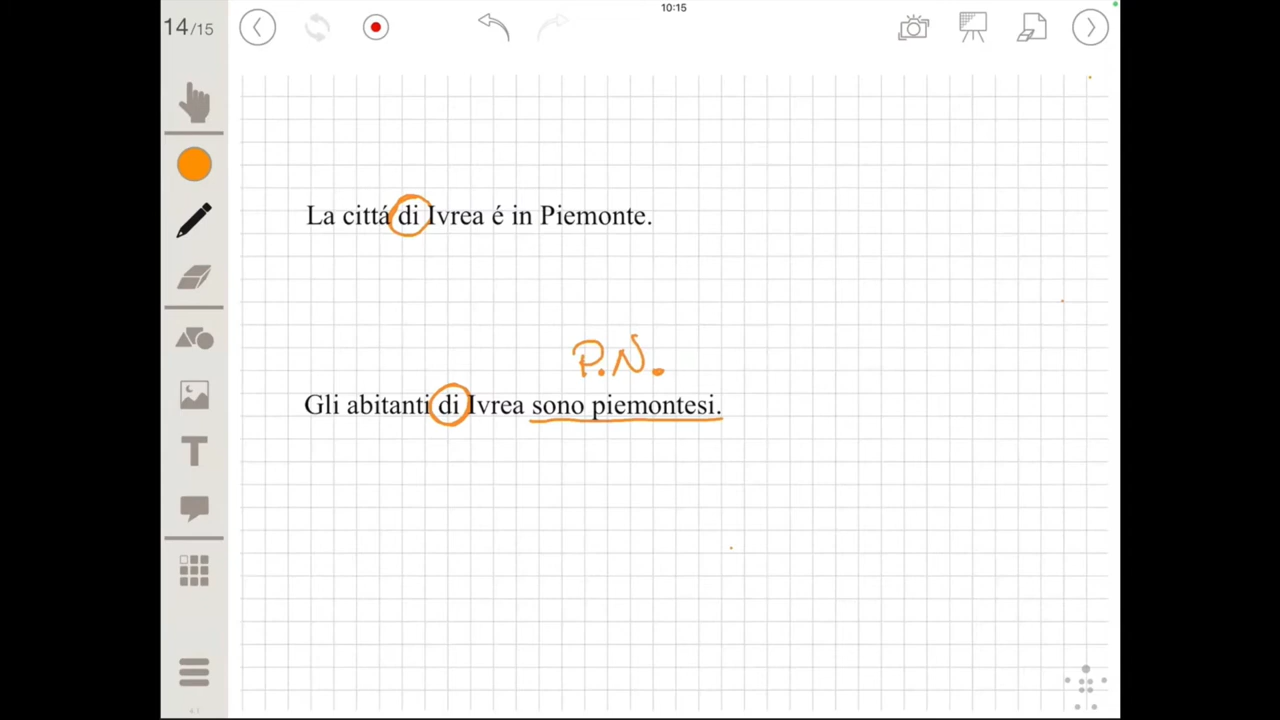 10:15
14/15
La cittá di Ivrea é in Piemonte.
P.N.
Gli abitanti di Ivrea sono piemontesi.
T